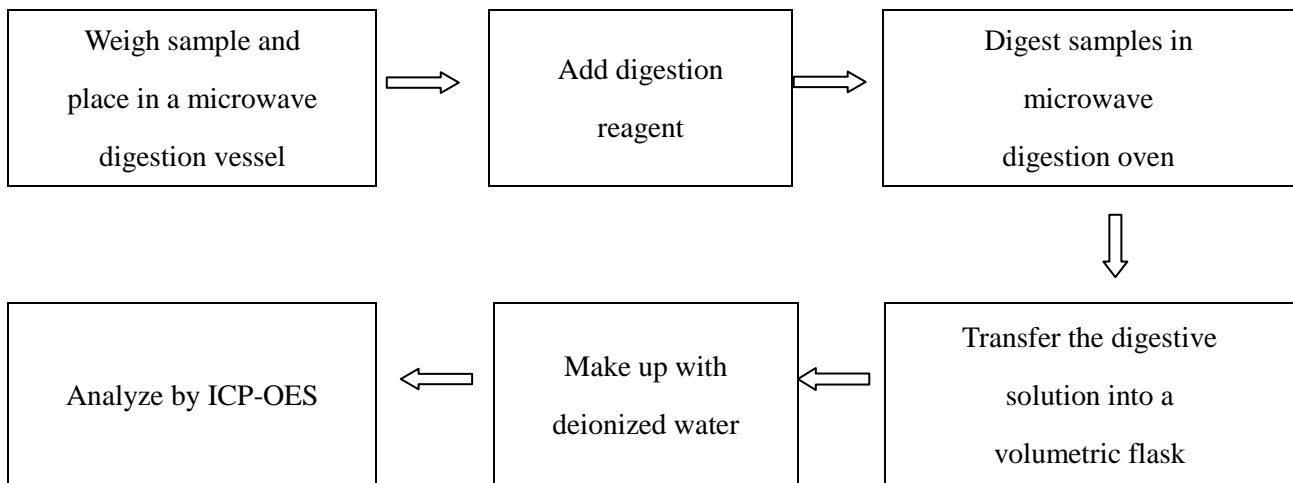 Weigh sample and
place in a microwave
digestion vessel
Add digestion
reagent
Digest samples in
microwave
digestion oven
Transfer the digestive
solution into a
volumetric flask
Make up with
deionized water
Analyze by ICP-OES